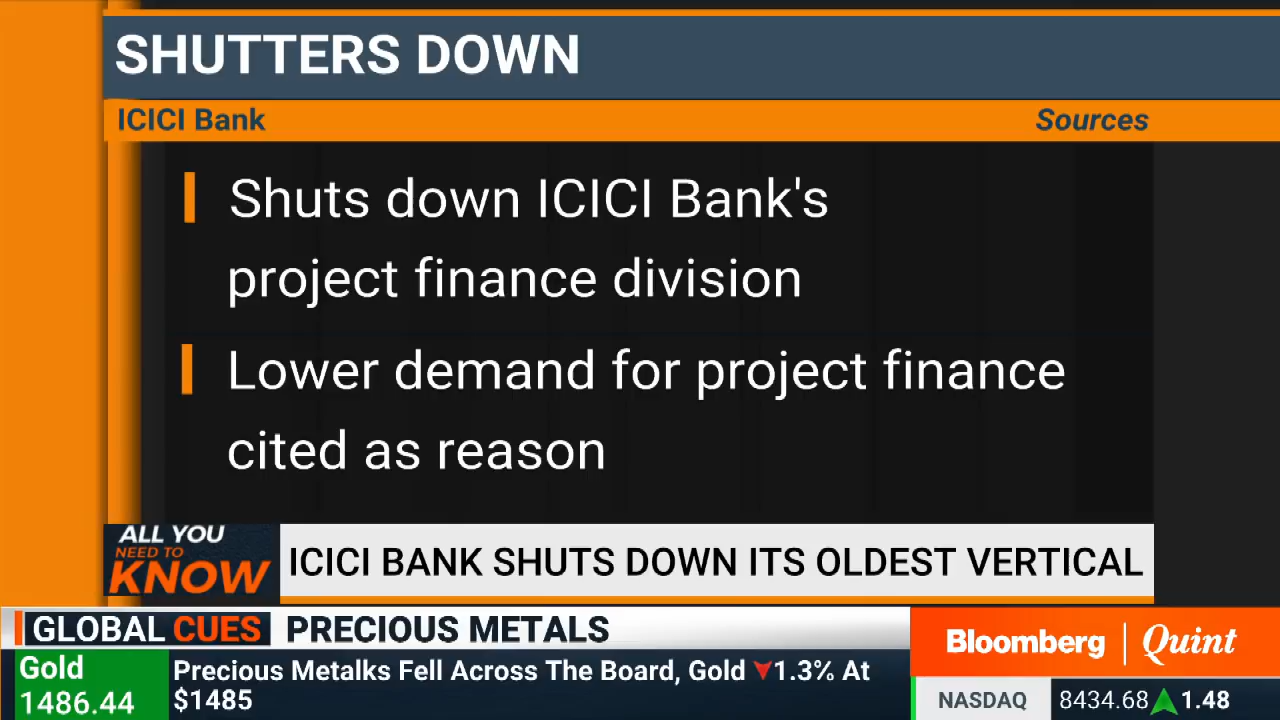 SHUTTERS DOWN
ICICI Bank Sources
Shuts down ICICI Bank's
project finance division
Lower demand for project finance
cited as reason
ALL YOU
NEED TO
KNOW
ICICI BANK SHUTS DOWN ITS OLDEST VERTICAL
GLOBAL CUES PRECIOUS METALS
Bloomberg | Quint
Gold
1486.44
Precious Metalks Fell Across The Board, Gold ▼1.3% At
$1485
NASDAQ 8434.68 ▲ 1.48